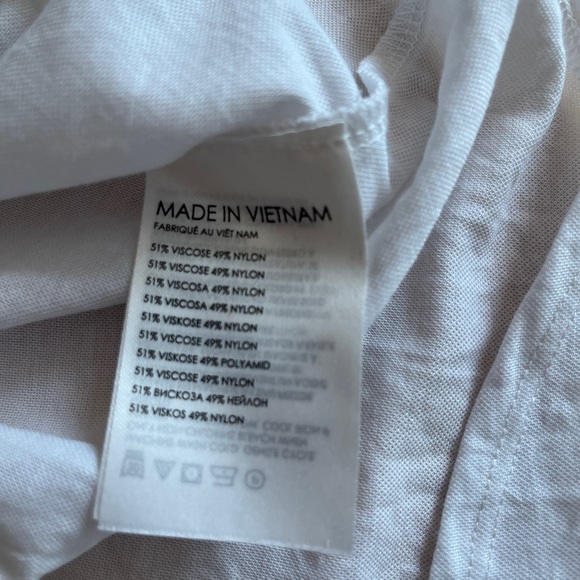 MADE IN VIETNAM
FABRIQUÉ AU VIÊT NAM
51% VISCOSE 49% NYLON
51% VISCOSE 49% NYLON
51% VISCOSA 49% NYLON
51% VISCOSA 49% NYLON
51% VISKOSE 49% NYLON
51% VISCOSE 49% NYLON
51% VISKOSE 49% POLYAMID
51% VISCOSE 49% NYLON
51% ВИСКОЗА 49% НЕЙЛОН
51% VISKOS 49% NYLON